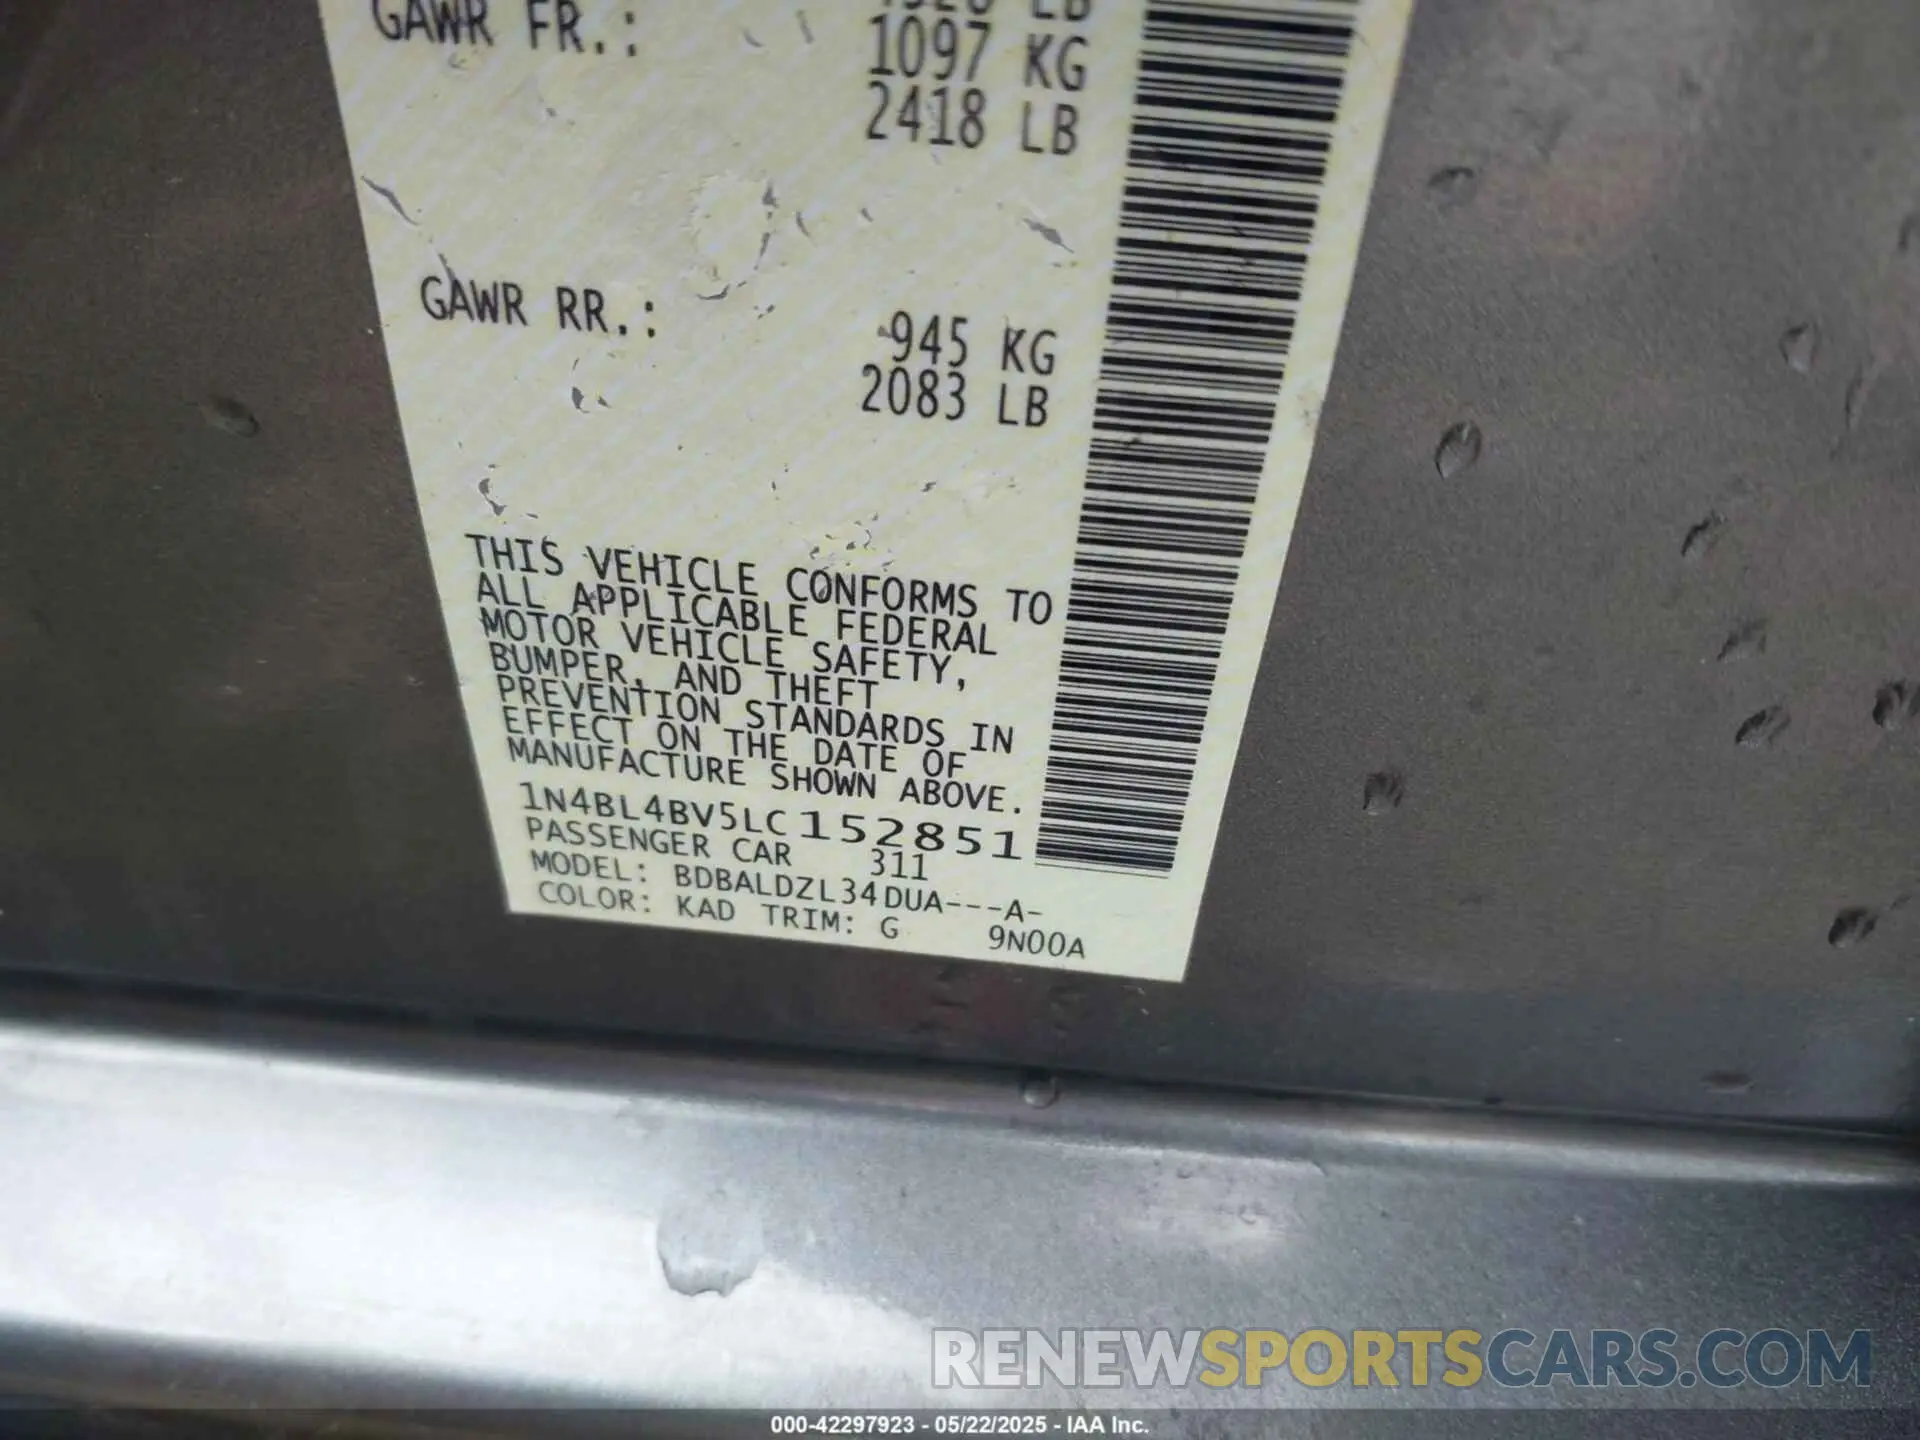 LB
GAWR FR.: 1097 KG
2418 LB
GAWR RR.: 945 KG
2083 LB
THIS VEHICLE CONFORMS TO
ALL APPLICABLE FEDERAL
MOTOR VEHICLE SAFETY,
BUMPER, AND THEFT
PREVENTION STANDARDS IN
EFFECT ON THE DATE OF
MANUFACTURE SHOWN ABOVE.
1N4BL4BV5LC152851
PASSENGER CAR 311
MODEL: BDBALDZL34DUA---A-
COLOR: KAD TRIM: G 9N00A
RENEWSPORTSCARS.COM
000-42297923 - 05/22/2025 - IAA Inc.